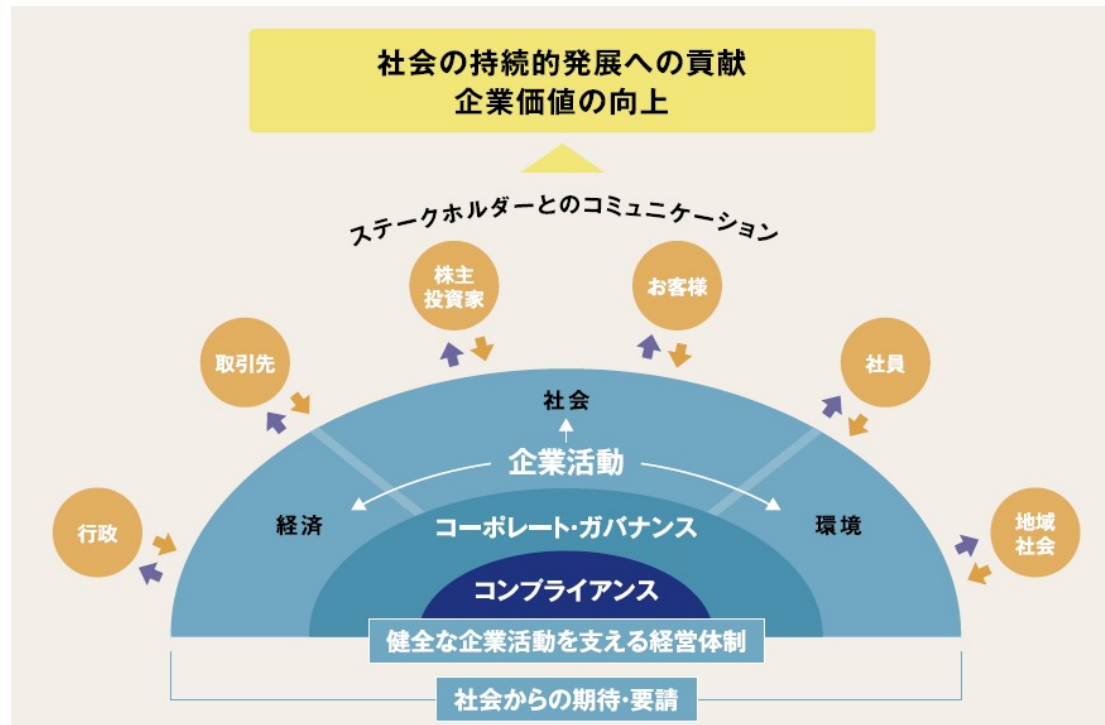 社会の持続的発展への貢献
企業価値の向上
ステークホルダーとのコミュニケーション
株主
投資家
お客様
取引先
社員
社会
企業活動
行政
経済
コーポレート・ガバナンス
環境
地域
社会
コンブライアンス
健全な企業活動を支える経営体制
社会からの期待・要請